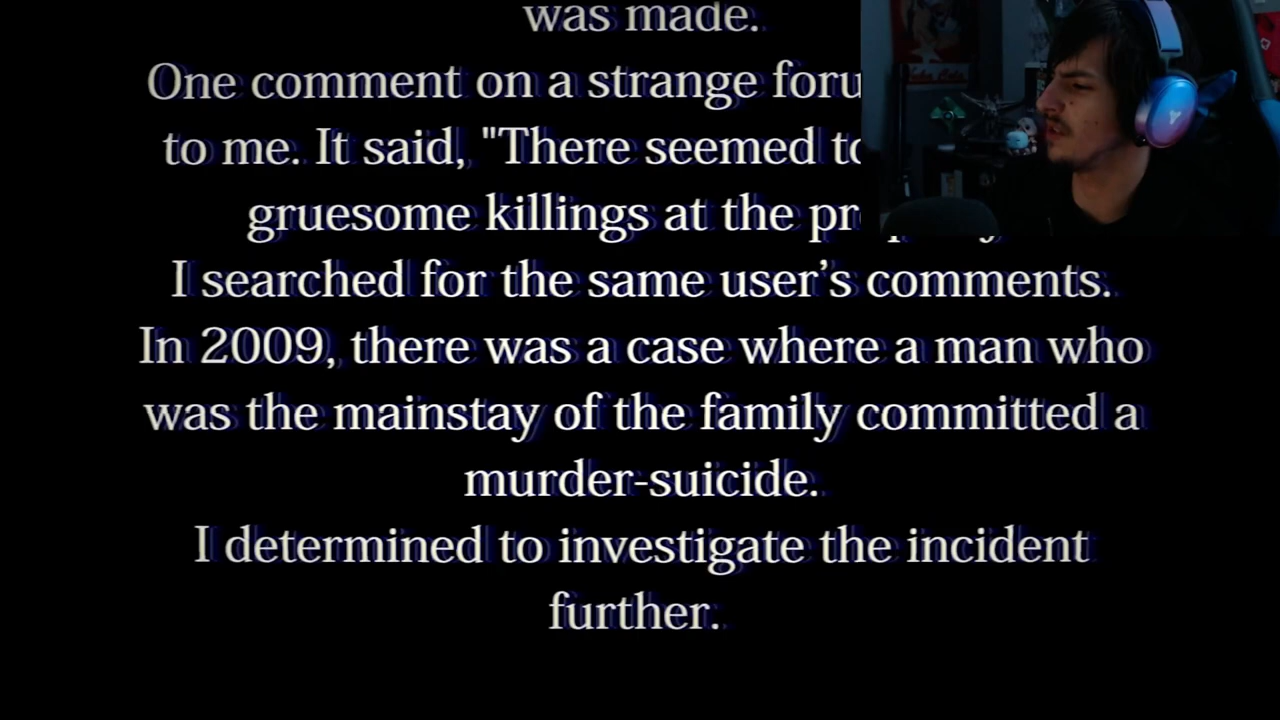 was made.
One comment on a strange
to me. It said, "There seemed
gruesome killings at the
I searched for the same user’s comments.
In 2009, there was a case where a man who
was the mainstay of the family committed a
murder-suicide.
I determined to investigate the incident
further.